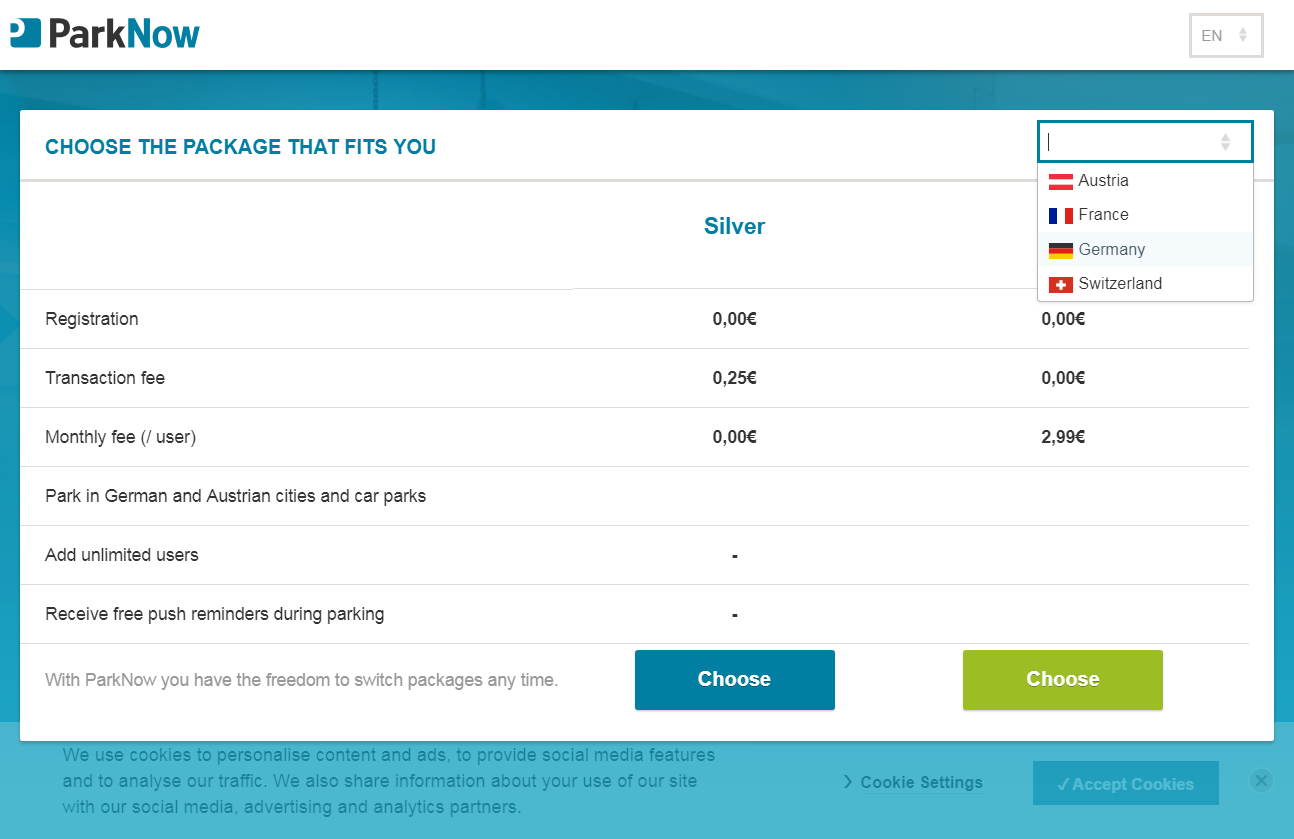 ParkNow
EN
CHOOSE THE PACKAGE THAT FITS YOU
Austria
France
Germany
Switzerland
Silver
Registration 0,00€ 0,00€
Transaction fee 0,25€ 0,00€
Monthly fee (/ user) 0,00€ 2,99€
Park in German and Austrian cities and car parks
Add unlimited users -
Receive free push reminders during parking -
With ParkNow you have the freedom to switch packages any time.
Choose Choose
We use cookies to personalise content and ads, to provide social media features
and to analyse our traffic. We also share information about your use of our site
with our social media, advertising and analytics partners.
Cookie Settings
✓Accept Cookies